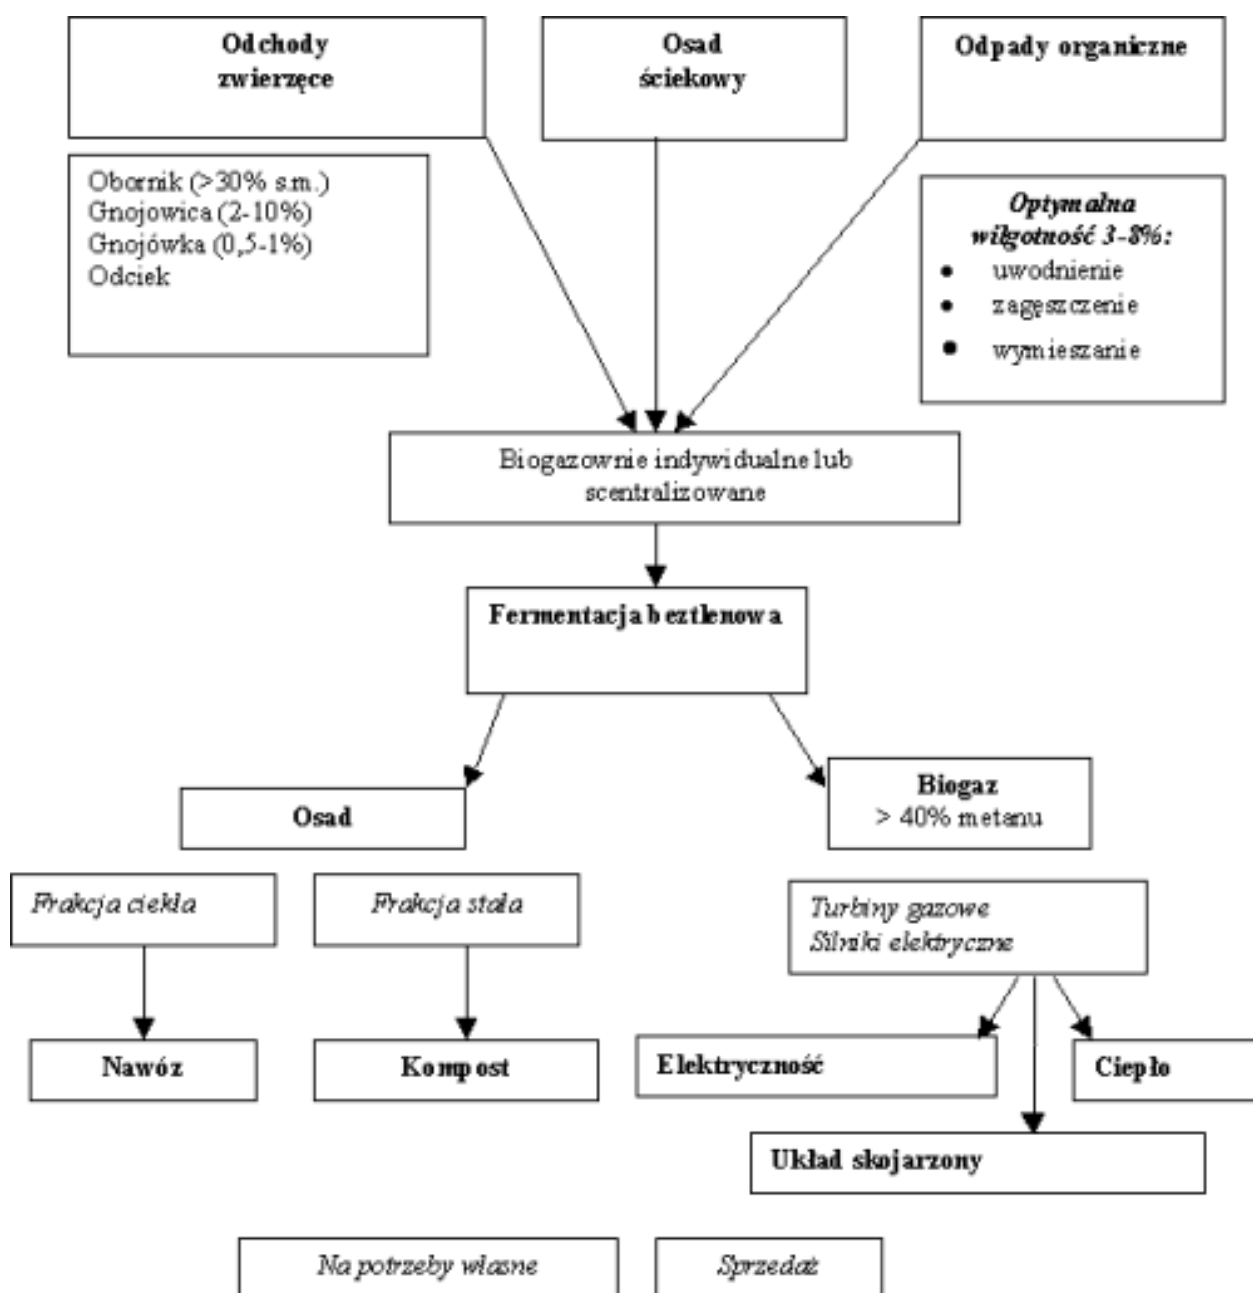 Odchody
zwierzęce
Osad
ściekowy
Odpady organiczne
Obornik (>30% s.m.)
Gnojowica (2-10%)
Gnojówka (0,5-1%)
Odciek
Optymalna
wilgotność 3-8%:
• uwodnienie
• zagęszczenie
• wymieszanie
Biogazownie indywidualne lub
scentralizowane
Fermentacja beztlenowa
Osad
Biogaz
> 40% metanu
Frakcja ciekła
Frakcja stała
Turbiny gazowe
Silniki elektryczne
Nawóz
Kompost
Elektryczność
Ciepło
Układ skojarzony
Na potrzeby własne
Sprzedaż